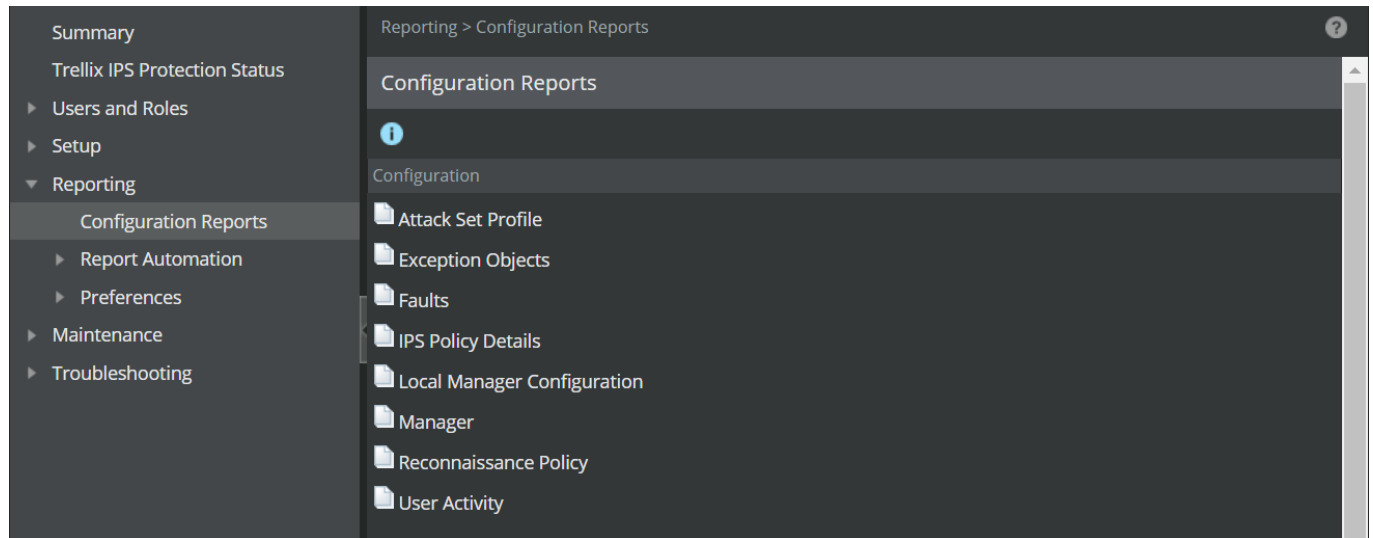 Summary
Trellix IPS Protection Status
Users and Roles
Setup
Reporting
Configuration Reports
Report Automation
Preferences
Maintenance
Troubleshooting
Reporting > Configuration Reports
?
Configuration Reports
i
Configuration
Attack Set Profile
Exception Objects
Faults
IPS Policy Details
Local Manager Configuration
Manager
Reconnaissance Policy
User Activity